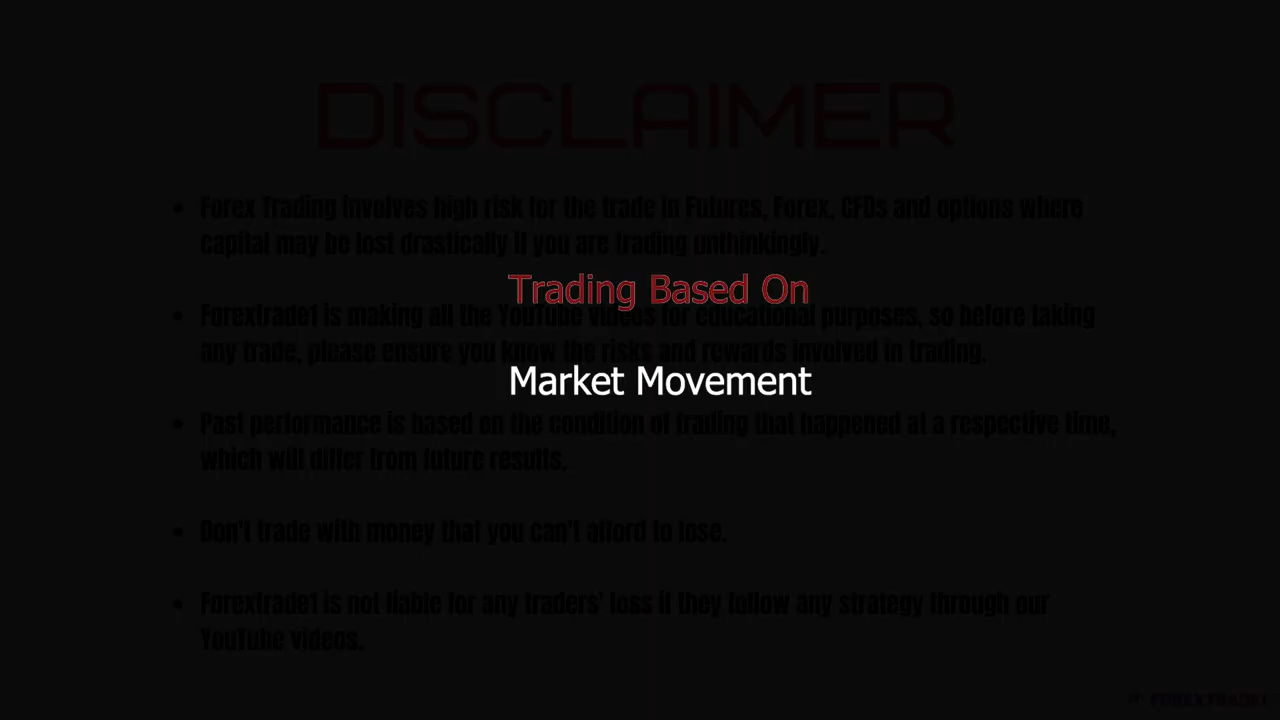 DISCLAIMER
• Forex Trading involves high risk for the trade in Futures, Forex, CFDs and options where
capital may be lost drastically if you are trading unthinkingly.
Trading Based On
• Forextrade1 is making all the YouTube videos for educational purposes, so before taking
any trade, please ensure you know the risks and rewards involved in trading.
Market Movement
• Past performance is based on the condition of trading that happened at a respective time,
which will differ from future results.
• Don't trade with money that you can't afford to lose.
• Forextrade1 is not liable for any traders' loss if they follow any strategy through our
YouTube videos.
FOREXTRADE1